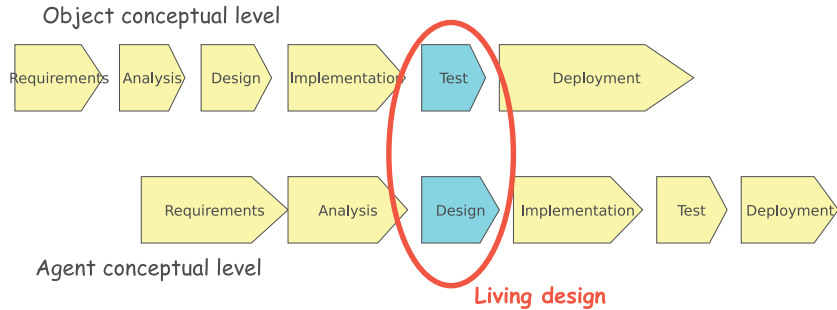 Object conceptual level
Requirements
Analysis
Design
Implementation
Test
Deployment
Requirements
Analysis
Design
Implementation
Test
Deployment
Agent conceptual level
Living design